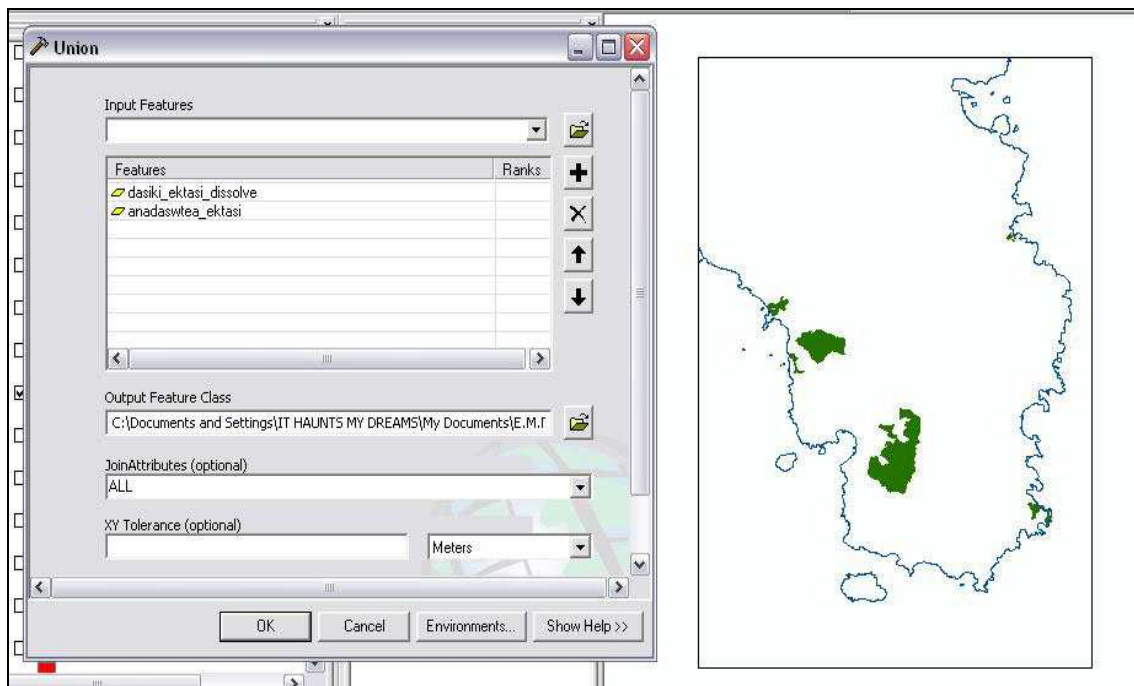 Union
Input Features
Features Ranks
dasiki_ektasi_dissolve
anadaswtea_ektasi
Output Feature Class
C:\Documents and Settings\IT HAUNTS MY DREAMS\My Documents\E.M.Γ
JoinAttributes (optional)
ALL
XY Tolerance (optional)
Meters
OK Cancel Environments... Show Help >>